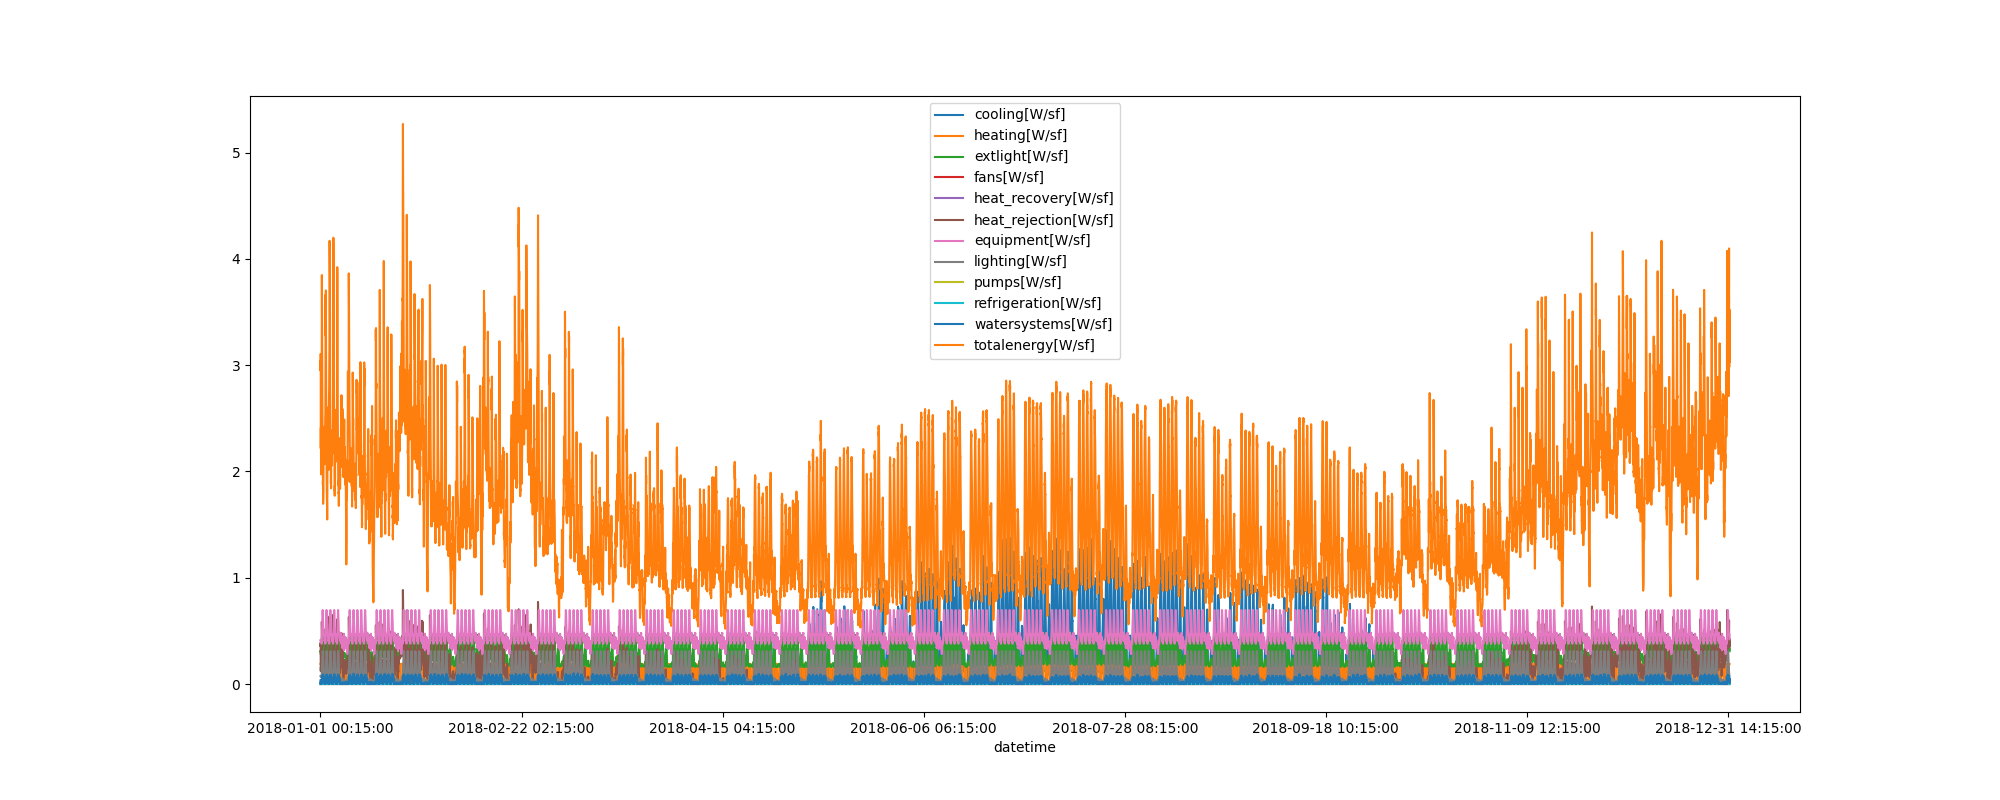 cooling[W/sf]
heating[W/sf]
extlight[W/sf]
fans[W/sf]
heat_recovery[W/sf]
heat_rejection[W/sf]
equipment[W/sf]
lighting[W/sf]
pumps[W/sf]
refrigeration[W/sf]
watersystems[W/sf]
totalenergy[W/sf]
5
4
3
2
1
0
2018-01-01 00:15:00 2018-02-22 02:15:00 2018-04-15 04:15:00 2018-06-06 06:15:00 2018-07-28 08:15:00 2018-09-18 10:15:00 2018-11-09 12:15:00 2018-12-31 14:15:00
datetime